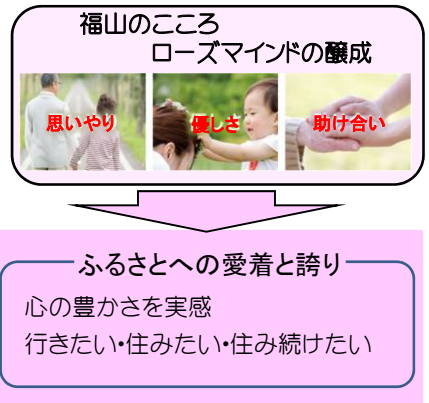 福山のこころ
ローズマインドの醸成
思いやり
優しさ
助け合い
ふるさとへの愛着と誇り
心の豊かさを実感
行きたい・住みたい・住み続けたい